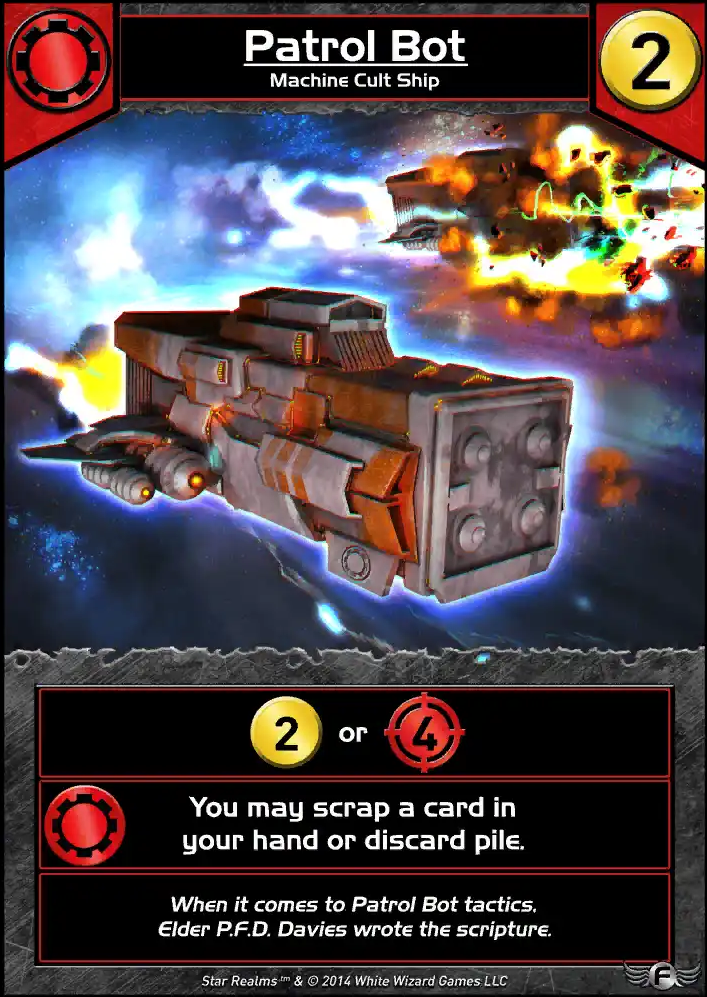 Patrol Bot
2
Machine Cult Ship
2 or 4
You may scrap a card in
your hand or discard pile.
When it comes to Patrol Bot tactics,
Elder P.F.D. Davies wrote the scripture.
Star Realms™ & © 2014 White Wizard Games LLC
F